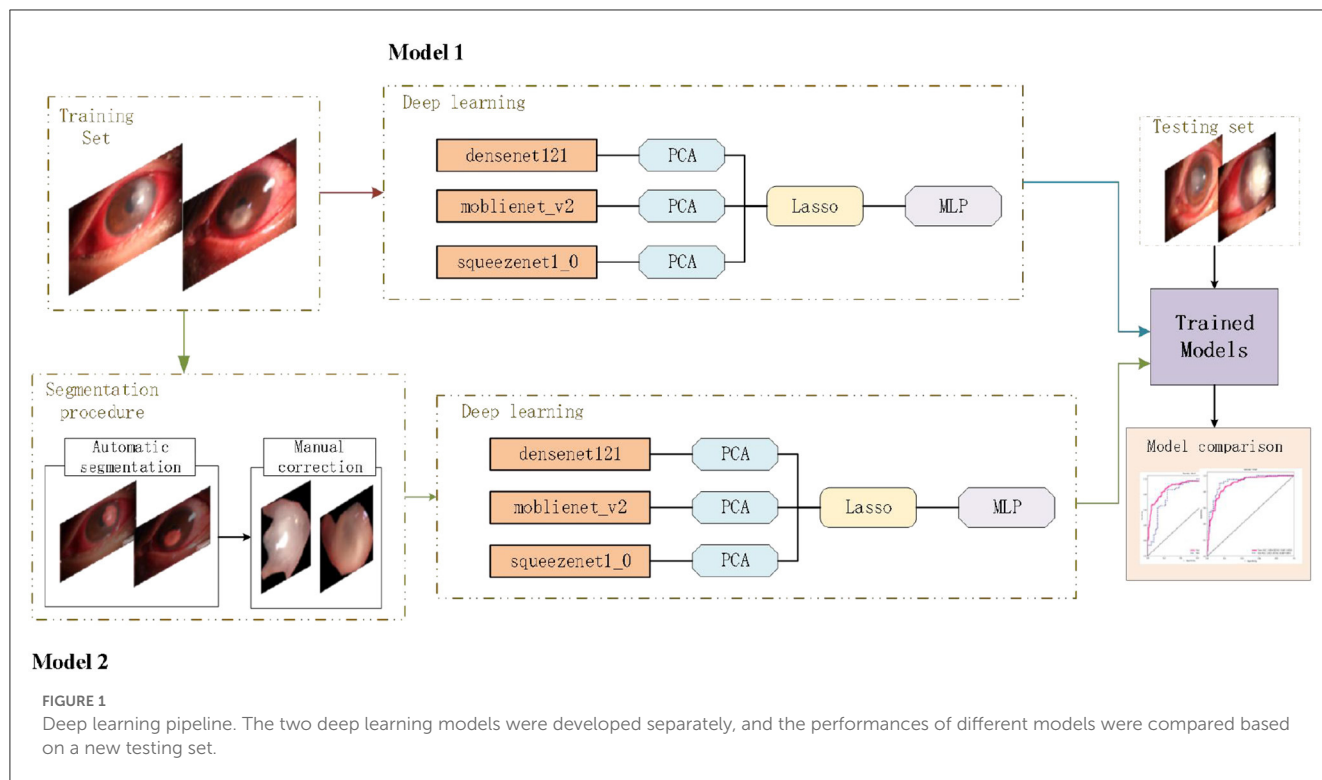 Model 1
Training
Set
Deep learning
densenet121
PCA
moblienet_v2
PCA
Lasso
MLP
squeezenet1_0
PCA
Testing set
Trained
Models
Model comparison
Segmentation
procedure
Automatic
segmentation
Manual
correction
Deep learning
densenet121
PCA
moblienet_v2
PCA
Lasso
MLP
squeezenet1_0
PCA
Model 2
FIGURE 1
Deep learning pipeline. The two deep learning models were developed separately, and the performances of different models were compared based
on a new testing set.